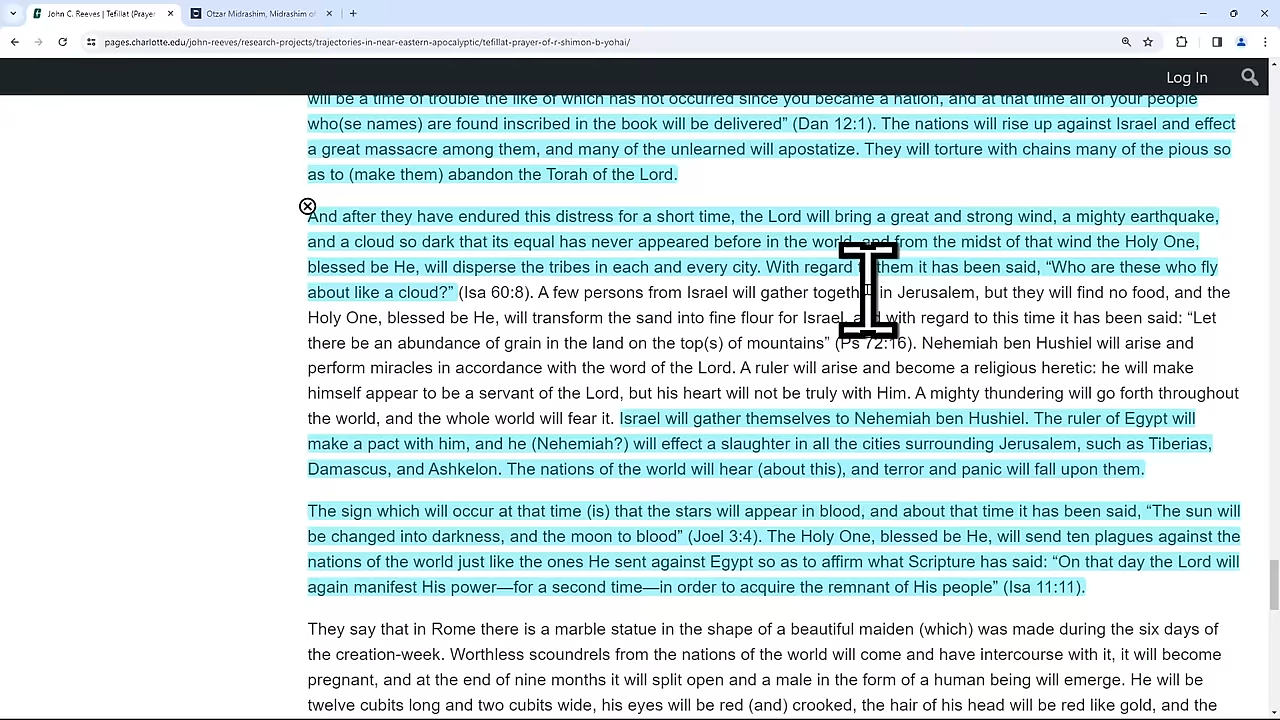 John C. Reeves | Tefillat (Prayer
Otzar Midrashim, Midrashim o
pages.charlotte.edu/john-reeves/research-projects/trajectories-in-near-eastern-apocalyptic/tefillat-prayer-of-r-shimon-b-yohai/
Log In
will be a time of trouble the like of which has not occurred since you became a nation, and at that time all of your people
who(se names) are found inscribed in the book will be delivered” (Dan 12:1). The nations will rise up against Israel and effect
a great massacre among them, and many of the unlearned will apostatize. They will torture with chains many of the pious so
as to (make them) abandon the Torah of the Lord.
And after they have endured this distress for a short time, the Lord will bring a great and strong wind, a mighty earthquake,
and a cloud so dark that its equal has never appeared before in the world, and from the midst of that wind the Holy One,
blessed be He, will disperse the tribes in each and every city. With regard to them it has been said, “Who are these who fly
about like a cloud?” (Isa 60:8). A few persons from Israel will gather together in Jerusalem, but they will find no food, and the
Holy One, blessed be He, will transform the sand into fine flour for Israel, and with regard to this time it has been said: “Let
there be an abundance of grain in the land on the top(s) of mountains” (Ps 72:16). Nehemiah ben Hushiel will arise and
perform miracles in accordance with the word of the Lord. A ruler will arise and become a religious heretic: he will make
himself appear to be a servant of the Lord, but his heart will not be truly with Him. A mighty thundering will go forth throughout
the world, and the whole world will fear it. Israel will gather themselves to Nehemiah ben Hushiel. The ruler of Egypt will
make a pact with him, and he (Nehemiah?) will effect a slaughter in all the cities surrounding Jerusalem, such as Tiberias,
Damascus, and Ashkelon. The nations of the world will hear (about this), and terror and panic will fall upon them.
The sign which will occur at that time (is) that the stars will appear in blood, and about that time it has been said, “The sun will
be changed into darkness, and the moon to blood” (Joel 3:4). The Holy One, blessed be He, will send ten plagues against the
nations of the world just like the ones He sent against Egypt so as to affirm what Scripture has said: “On that day the Lord will
again manifest His power—for a second time—in order to acquire the remnant of His people” (Isa 11:11).
They say that in Rome there is a marble statue in the shape of a beautiful maiden (which) was made during the six days of
the creation-week. Worthless scoundrels from the nations of the world will come and have intercourse with it, it will become
pregnant, and at the end of nine months it will split open and a male in the form of a human being will emerge. He will be
twelve cubits long and two cubits wide, his eyes will be red (and) crooked, the hair of his head will be red like gold, and the